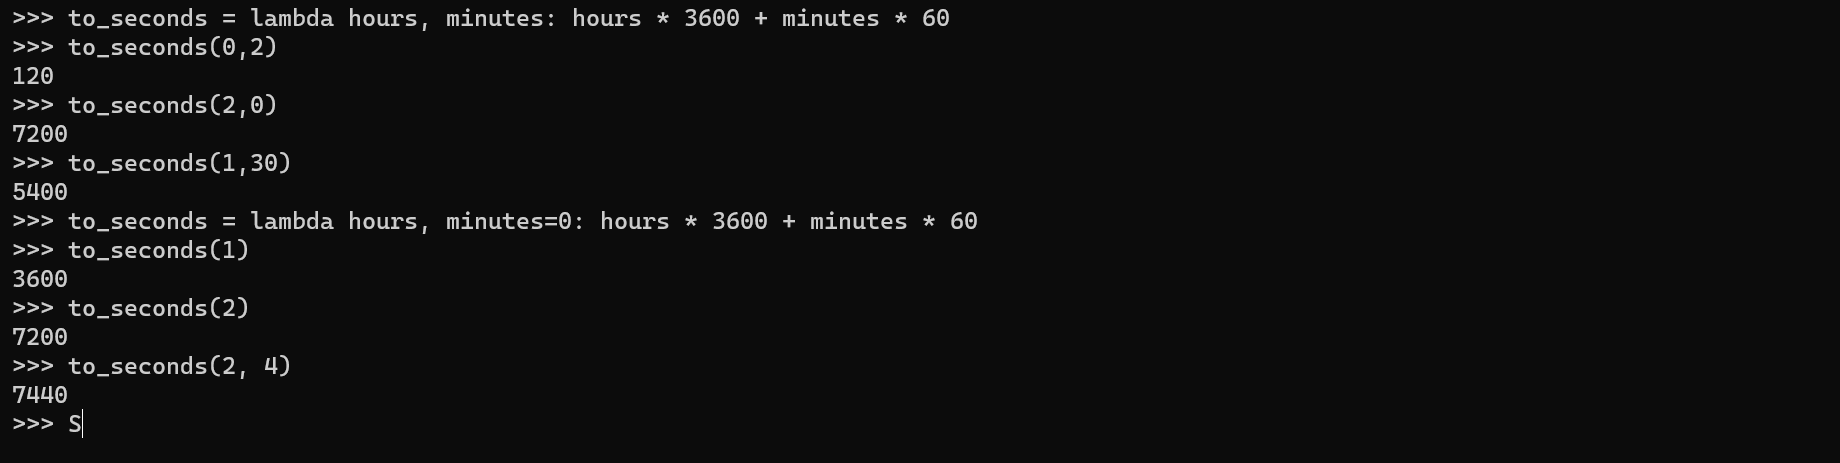 >>> to_seconds = lambda hours, minutes: hours * 3600 + minutes * 60
>>> to_seconds(0,2)
120
>>> to_seconds(2,0)
7200
>>> to_seconds(1,30)
5400
>>> to_seconds = lambda hours, minutes=0: hours * 3600 + minutes * 60
>>> to_seconds(1)
3600
>>> to_seconds(2)
7200
>>> to_seconds(2, 4)
7440
>>> S